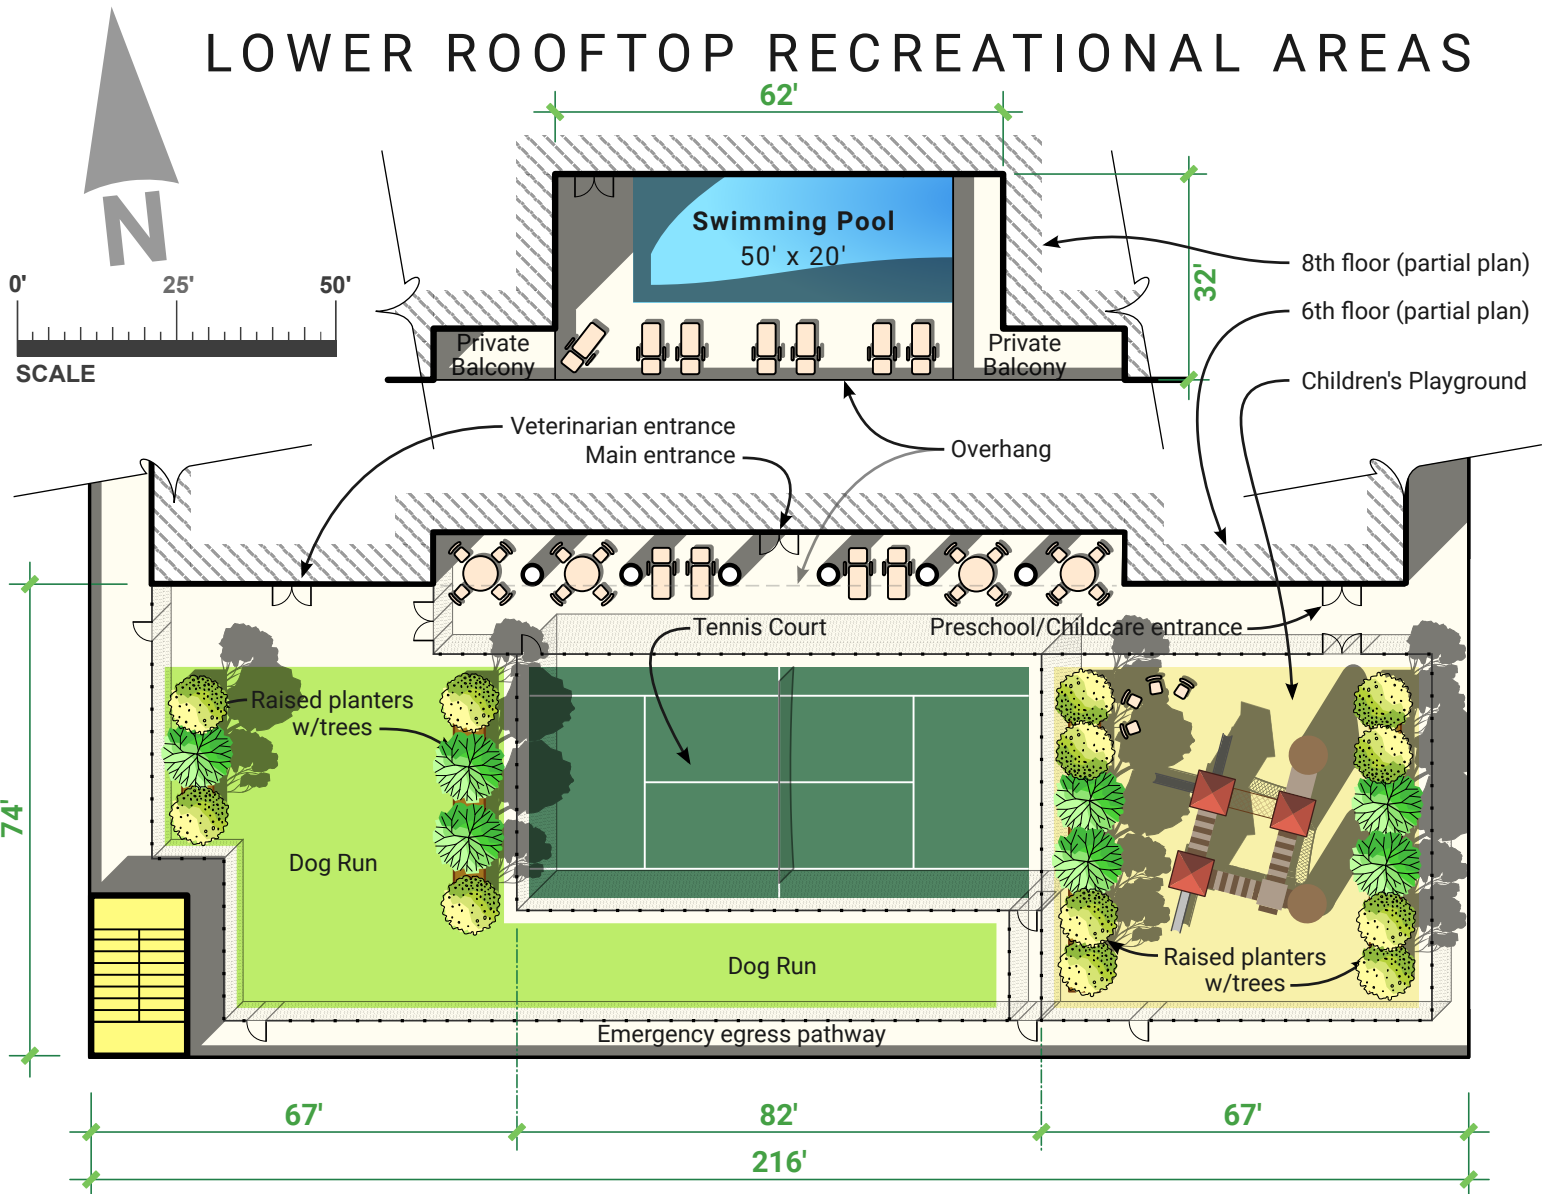 LOWER ROOFTOP RECREATIONAL AREAS
62'
N
0' 25' 50'
SCALE
Swimming Pool
50' x 20'
32'
8th floor (partial plan)
6th floor (partial plan)
Private
Balcony
Private
Balcony
Children's Playground
Veterinarian entrance
Main entrance
Overhang
Tennis Court
Preschool/Childcare entrance
Raised planters
w/trees
74'
Dog Run
Dog Run
Raised planters
w/trees
Emergency egress pathway
67' 82' 67'
216'